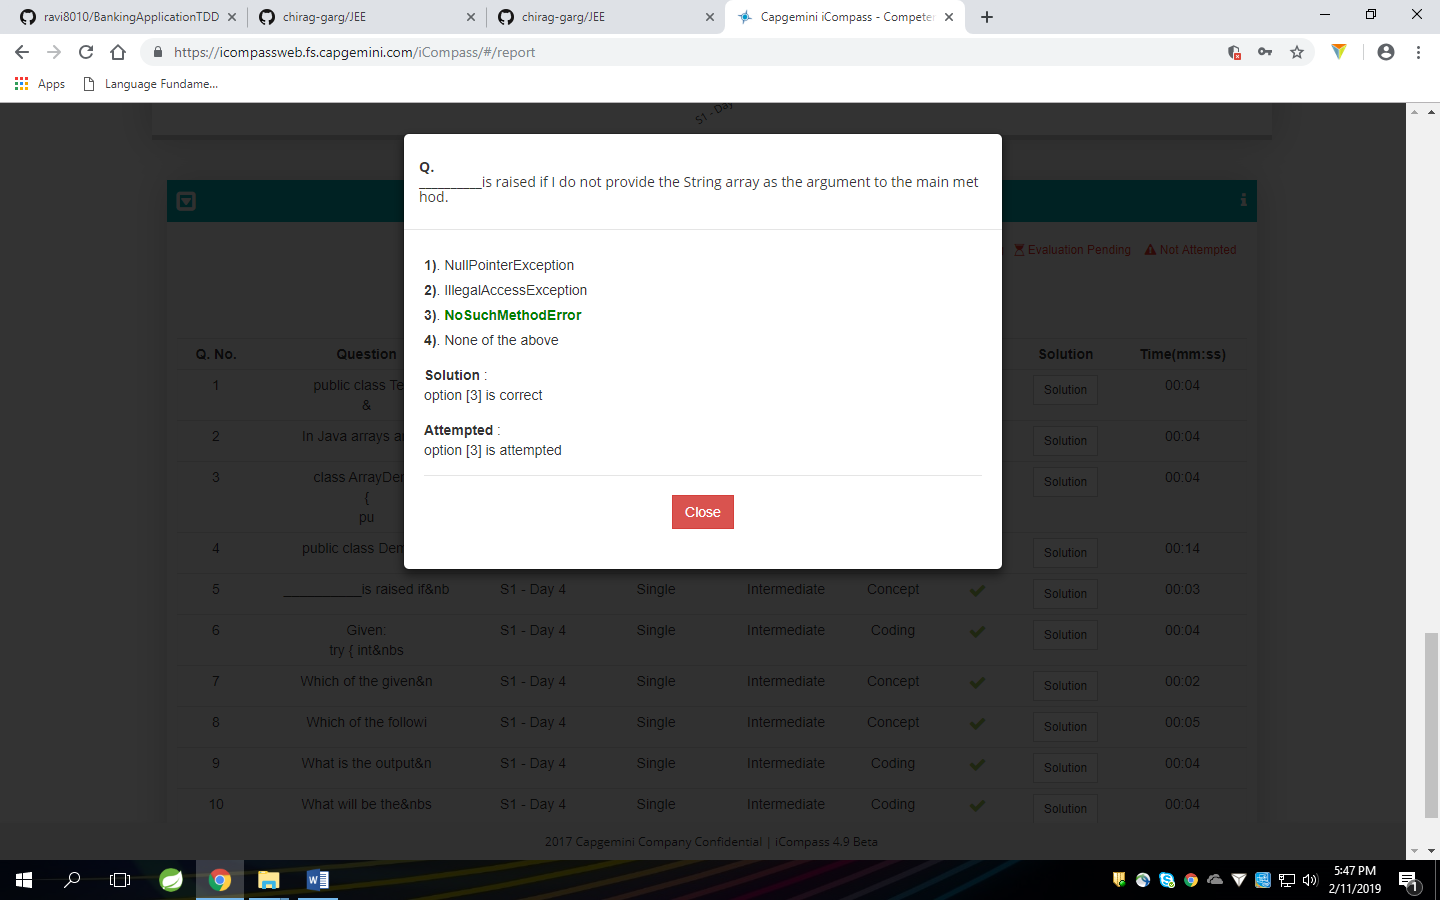 ravi8010/BankingApplicationTDD
chirag-garg/JEE
chirag-garg/JEE
Capgemini iCompass - Competen
https://icompassweb.fs.capgemini.com/iCompass/#/report
Apps
Language Fundame...
S1 - Day
Q.
_________is raised if I do not provide the String array as the argument to the main met
hod.
1). NullPointerException
2). IllegalAccessException
3). NoSuchMethodError
4). None of the above
Solution :
option [3] is correct
Attempted :
option [3] is attempted
Close
Evaluation Pending
Not Attempted
Q. No. Question Solution Time(mm:ss)
1 public class Te Solution 00:04
&
2 In Java arrays a Solution 00:04
3 class ArrayDe Solution 00:04
{
pu
4 public class Dem Solution 00:14
5 __________is raised if&nb S1 - Day 4 Single Intermediate Concept Solution 00:03
6 Given: S1 - Day 4 Single Intermediate Coding Solution 00:04
try { int&nbs
7 Which of the given&n S1 - Day 4 Single Intermediate Concept Solution 00:02
8 Which of the followi S1 - Day 4 Single Intermediate Concept Solution 00:05
9 What is the output&n S1 - Day 4 Single Intermediate Coding Solution 00:04
10 What will be the&nbs S1 - Day 4 Single Intermediate Coding Solution 00:04
2017 Capgemini Company Confidential | iCompass 4.9 Beta
5:47 PM
2/11/2019
1